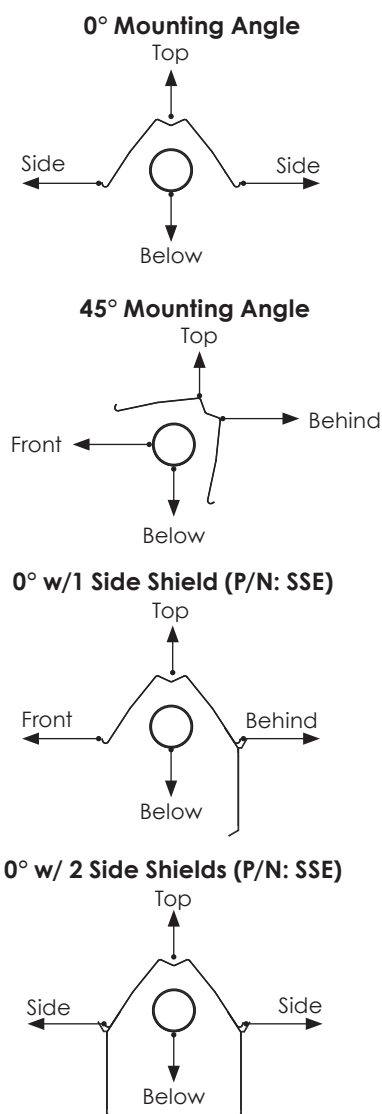 0° Mounting Angle
Top
Side Side
Below
45° Mounting Angle
Top
Front Behind
Below
0° w/1 Side Shield (P/N: SSE)
Top
Front Behind
Below
0° w/ 2 Side Shields (P/N: SSE)
Top
Side Side
Below